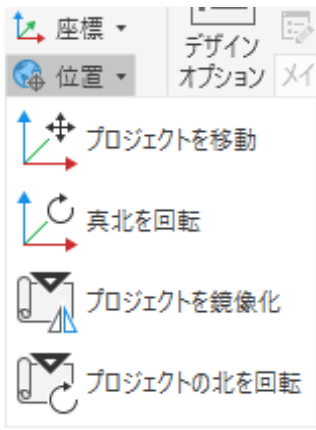 座標
デザイン
オプション
メイ
位置
プロジェクトを移動
真北を回転
プロジェクトを鏡像化
プロジェクトの北を回転